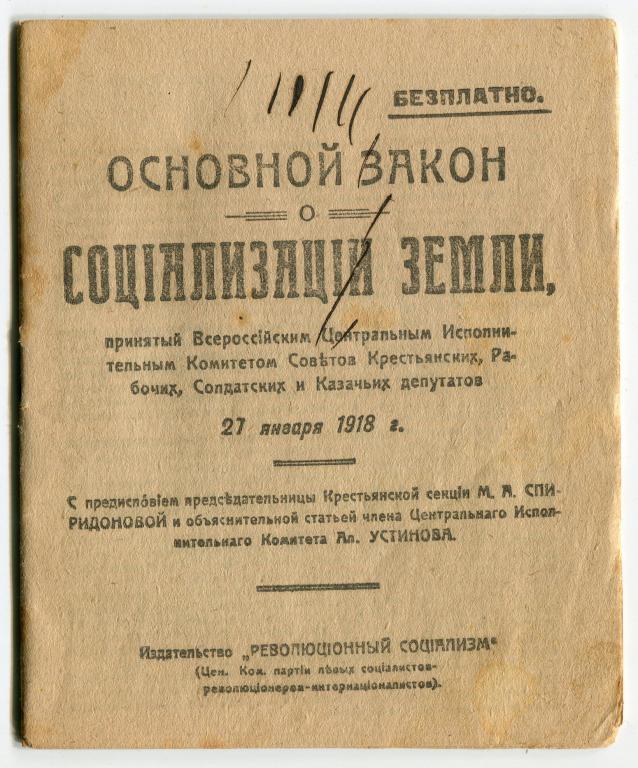 БЕЗПЛАТНО.
ОСНОВНОЙ ЗАКОН
О
СОЦІАЛИЗАЦІИ ЗЕМЛИ,
принятый Всероссійским Центральным Исполни-
тельным Комитетом Совѣтов Крестьянских, Ра-
бочих, Солдатских и Казачьих депутатов
27 января 1918 г.
С предисловіем предсѣдательницы Крестьянской секціи М. А. СПИ-
РИДОНОВОЙ и объяснительной статьей члена Центральнаго Испол-
нительнаго Комитета Ал. УСТИНОВА.
Издательство „РЕВОЛЮЦІОННЫЙ СОЦІАЛИЗМ“
(Цен. Ком. партіи лѣвых соціалистов-
революціонеров-интернаціоналистов).